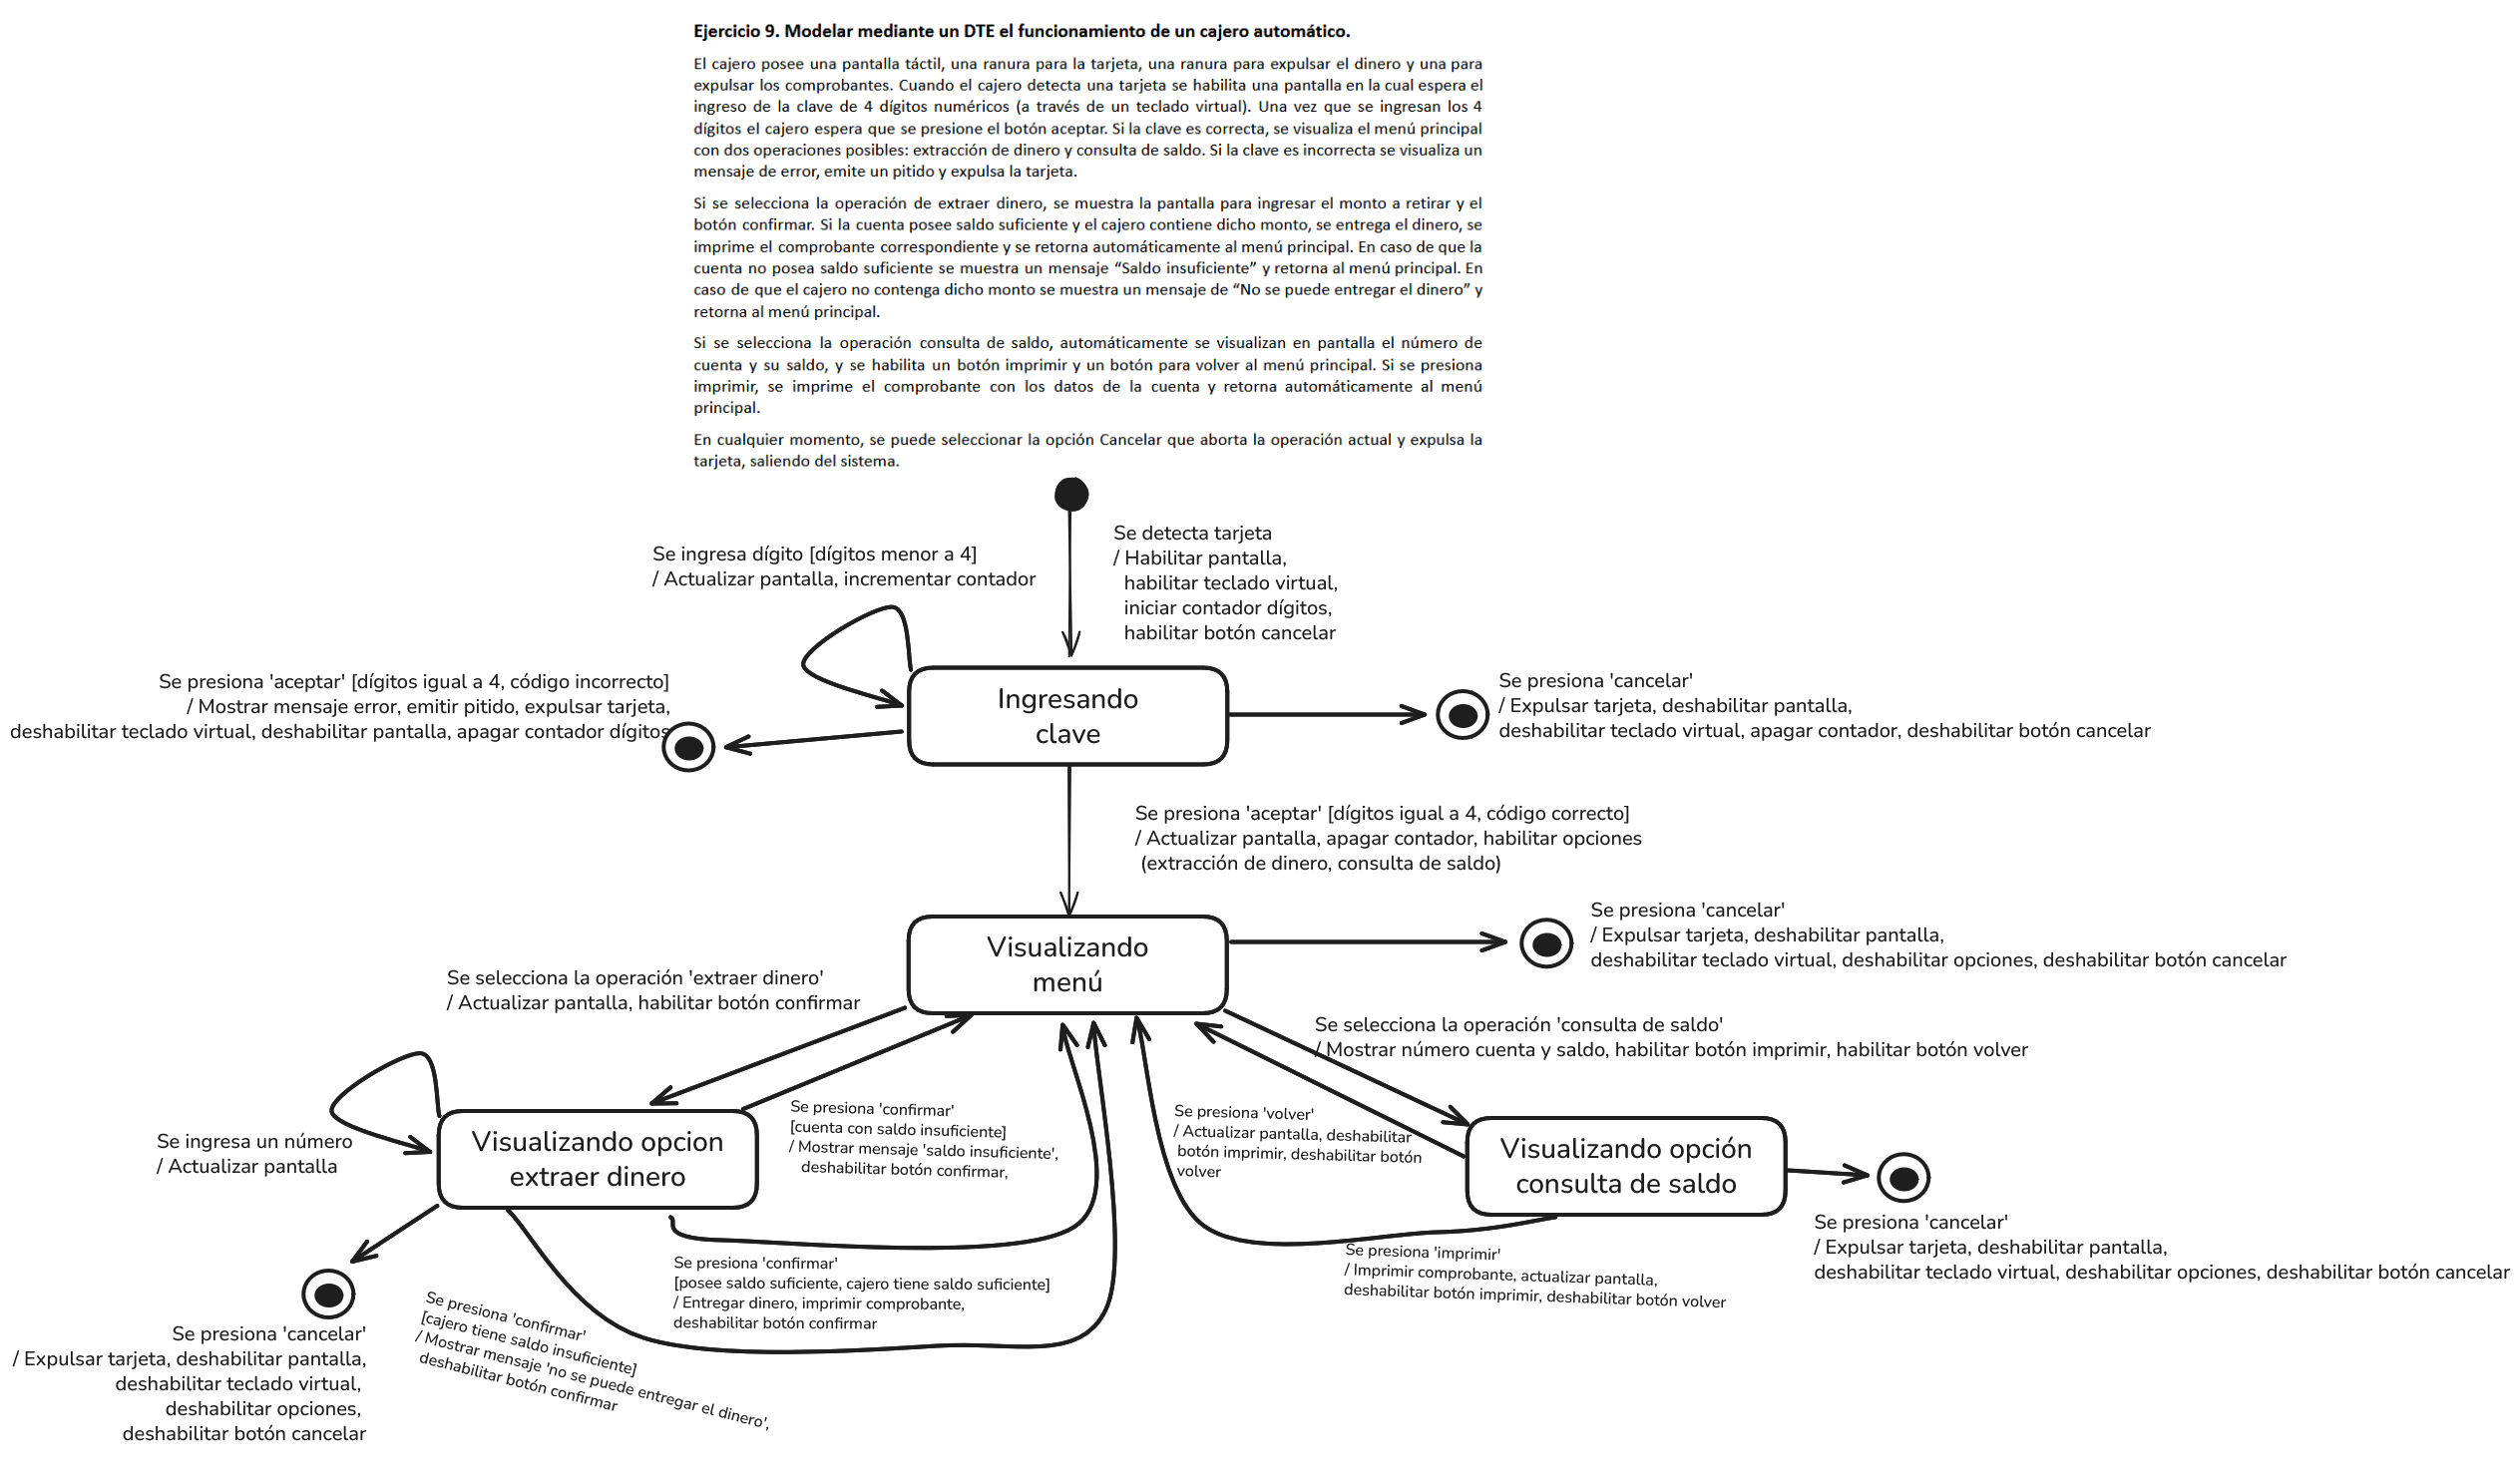 Ejercicio 9. Modelar mediante un DTE el funcionamiento de un cajero automático.
El cajero posee una pantalla táctil, una ranura para la tarjeta, una ranura para expulsar el dinero y una para
expulsar los comprobantes. Cuando el cajero detecta una tarjeta se habilita una pantalla en la cual espera el
ingreso de la clave de 4 dígitos numéricos (a través de un teclado virtual). Una vez que se ingresan los 4
dígitos el cajero espera que se presione el botón aceptar. Si la clave es correcta, se visualiza el menú principal
con dos operaciones posibles: extracción de dinero y consulta de saldo. Si la clave es incorrecta se visualiza un
mensaje de error, emite un pitido y expulsa la tarjeta.
Si se selecciona la operación de extraer dinero, se muestra la pantalla para ingresar el monto a retirar y el
botón confirmar. Si la cuenta posee saldo suficiente y el cajero contiene dicho monto, se entrega el dinero, se
imprime el comprobante correspondiente y se retorna automáticamente al menú principal. En caso de que la
cuenta no posea saldo suficiente se muestra un mensaje “Saldo insuficiente” y retorna al menú principal. En
caso de que el cajero no contenga dicho monto se muestra un mensaje de “No se puede entregar el dinero” y
retorna al menú principal.
Si se selecciona la operación consulta de saldo, automáticamente se visualizan en pantalla el número de
cuenta y su saldo, y se habilita un botón imprimir y un botón para volver al menú principal. Si se presiona
imprimir, se imprime el comprobante con los datos de la cuenta y retorna automáticamente al menú
principal.
En cualquier momento, se puede seleccionar la opción Cancelar que aborta la operación actual y expulsa la
tarjeta, saliendo del sistema.
Se detecta tarjeta
/ Habilitar pantalla,
habilitar teclado virtual,
iniciar contador dígitos,
habilitar botón cancelar
Se ingresa dígito [dígitos menor a 4]
/ Actualizar pantalla, incrementar contador
Se presiona 'aceptar' [dígitos igual a 4, código incorrecto]
/ Mostrar mensaje error, emitir pitido, expulsar tarjeta,
deshabilitar teclado virtual, deshabilitar pantalla, apagar contador dígitos
Ingresando
clave
Se presiona 'cancelar'
/ Expulsar tarjeta, deshabilitar pantalla,
deshabilitar teclado virtual, apagar contador, deshabilitar botón cancelar
Se presiona 'aceptar' [dígitos igual a 4, código correcto]
/ Actualizar pantalla, apagar contador, habilitar opciones
(extracción de dinero, consulta de saldo)
Visualizando
menú
Se presiona 'cancelar'
/ Expulsar tarjeta, deshabilitar pantalla,
deshabilitar teclado virtual, deshabilitar opciones, deshabilitar botón cancelar
Se selecciona la operación 'extraer dinero'
/ Actualizar pantalla, habilitar botón confirmar
Se selecciona la operación 'consulta de saldo'
/ Mostrar número cuenta y saldo, habilitar botón imprimir, habilitar botón volver
Se ingresa un número
/ Actualizar pantalla
Visualizando opcion
extraer dinero
Se presiona 'confirmar'
[cuenta con saldo insuficiente]
/ Mostrar mensaje 'saldo insuficiente',
deshabilitar botón confirmar,
Se presiona 'volver'
/ Actualizar pantalla, deshabilitar
botón imprimir, deshabilitar botón
volver
Visualizando opción
consulta de saldo
Se presiona 'cancelar'
/ Expulsar tarjeta, deshabilitar pantalla,
deshabilitar teclado virtual, deshabilitar opciones, deshabilitar botón cancelar
Se presiona 'imprimir'
/ Imprimir comprobante, actualizar pantalla,
deshabilitar botón imprimir, deshabilitar botón volver
Se presiona 'confirmar'
[posee saldo suficiente, cajero tiene saldo suficiente]
/ Entregar dinero, imprimir comprobante,
deshabilitar botón confirmar
Se presiona 'confirmar'
[cajero tiene saldo insuficiente]
/ Mostrar mensaje 'no se puede entregar el dinero',
deshabilitar botón confirmar
Se presiona 'cancelar'
/ Expulsar tarjeta, deshabilitar pantalla,
deshabilitar teclado virtual,
deshabilitar opciones,
deshabilitar botón cancelar